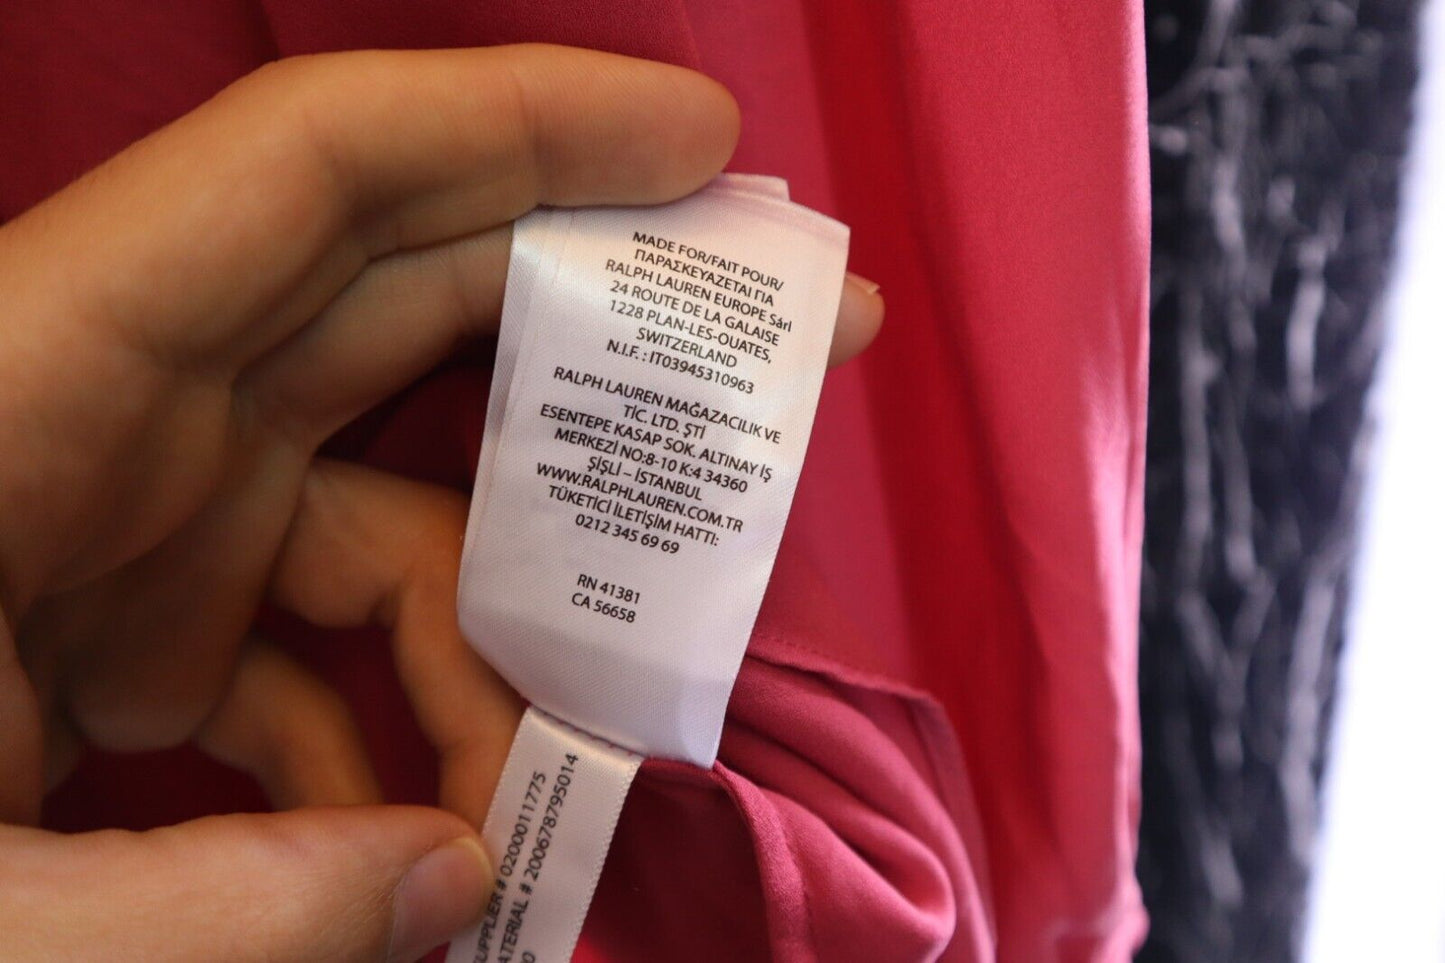 MADE FOR/FAIT POUR/
ΠΑΡΑΣΚΕΥΑΖΕΤΑΙ ΓΙΑ
RALPH LAUREN EUROPE Sárl
24 ROUTE DE LA GALAISE
1228 PLAN-LES-OUATES,
SWITZERLAND
N.I.F. : IT03945310963
RALPH LAUREN MAĞAZACILIK VE
TİC. LTD. ŞTİ
ESENTEPE KASAP SOK. ALTINAY İŞ
MERKEZİ NO:8-10 K:4 34360
ŞİŞLİ – İSTANBUL
WWW.RALPHLAUREN.COM.TR
TÜKETİCİ İLETİŞİM HATTI:
0212 345 69 69
RN 41381
CA 56658
SUPPLIER # 0200011775
MATERIAL # 200678795014